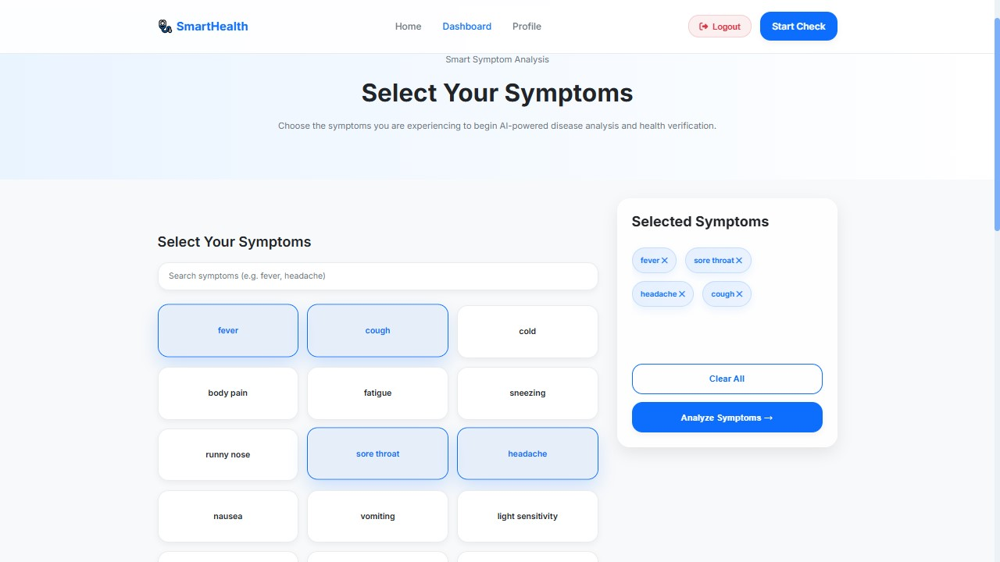 SmartHealth
Home Dashboard Profile
Logout
Start Check
Smart Symptom Analysis
Select Your Symptoms
Choose the symptoms you are experiencing to begin AI-powered disease analysis and health verification.
Select Your Symptoms
Search symptoms (e.g. fever, headache)
fever cough cold
body pain fatigue sneezing
runny nose sore throat headache
nausea vomiting light sensitivity
Selected Symptoms
fever ✕ sore throat ✕
headache ✕ cough ✕
Clear All
Analyze Symptoms →